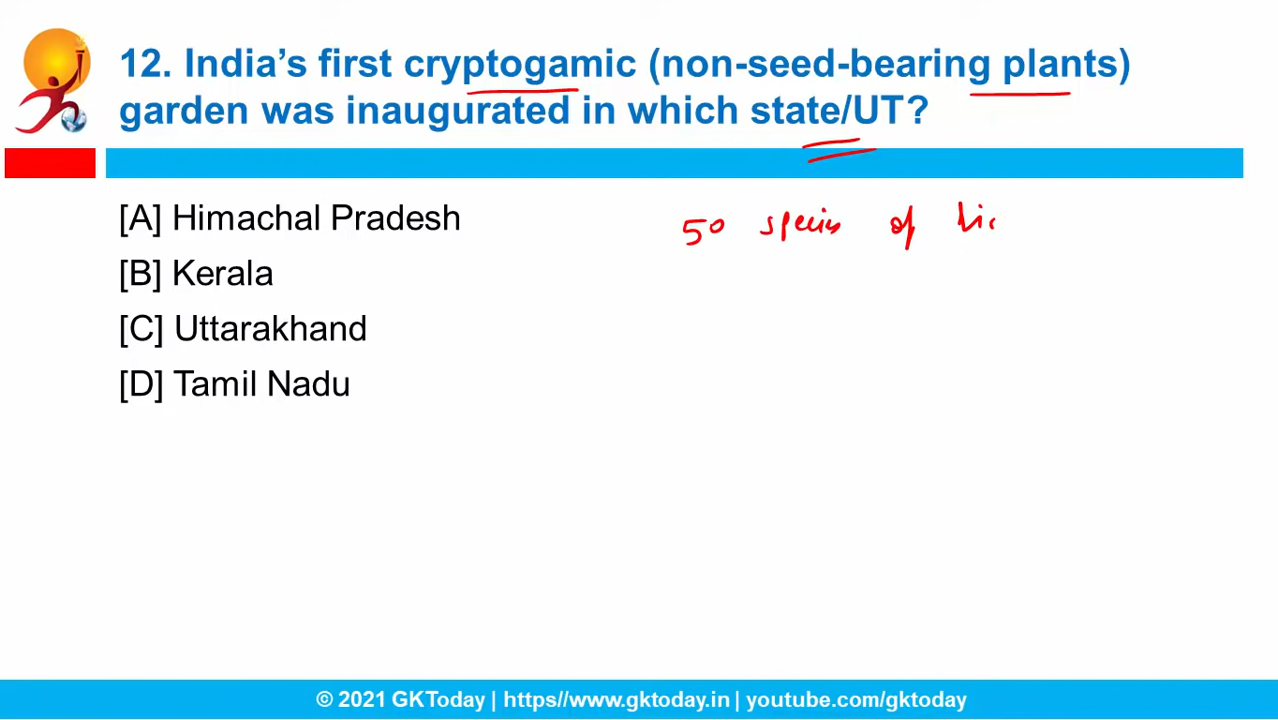 12. India’s first cryptogamic (non-seed-bearing plants)
garden was inaugurated in which state/UT?
[A] Himachal Pradesh
50 species of
[B] Kerala
[C] Uttarakhand
[D] Tamil Nadu
© 2021 GKToday | https//www.gktoday.in | youtube.com/gktoday